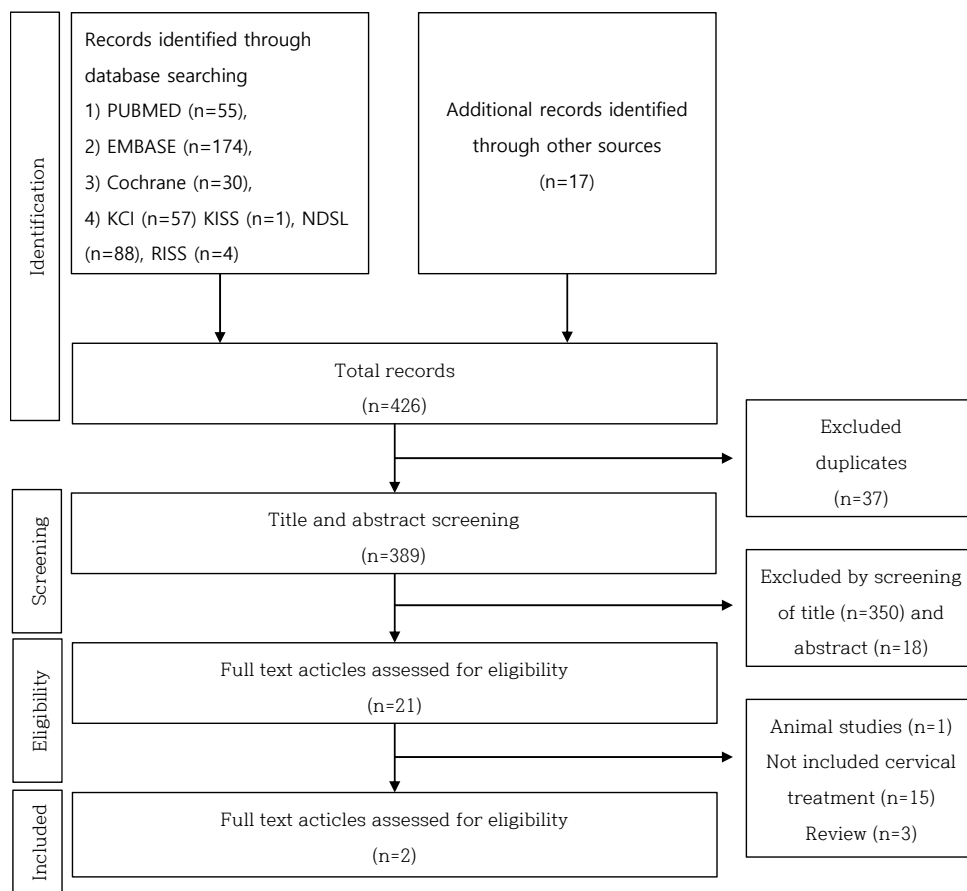 Identification
Records identified through
database searching
1) PUBMED (n=55),
2) EMBASE (n=174),
3) Cochrane (n=30),
4) KCI (n=57) KISS (n=1), NDSL
(n=88), RISS (n=4)
Additional records identified
through other sources
(n=17)
Total records
(n=426)
Excluded
duplicates
(n=37)
Screening
Title and abstract screening
(n=389)
Excluded by screening
of title (n=350) and
abstract (n=18)
Eligibility
Full text acticles assessed for eligibility
(n=21)
Animal studies (n=1)
Not included cervical
treatment (n=15)
Review (n=3)
Included
Full text acticles assessed for eligibility
(n=2)